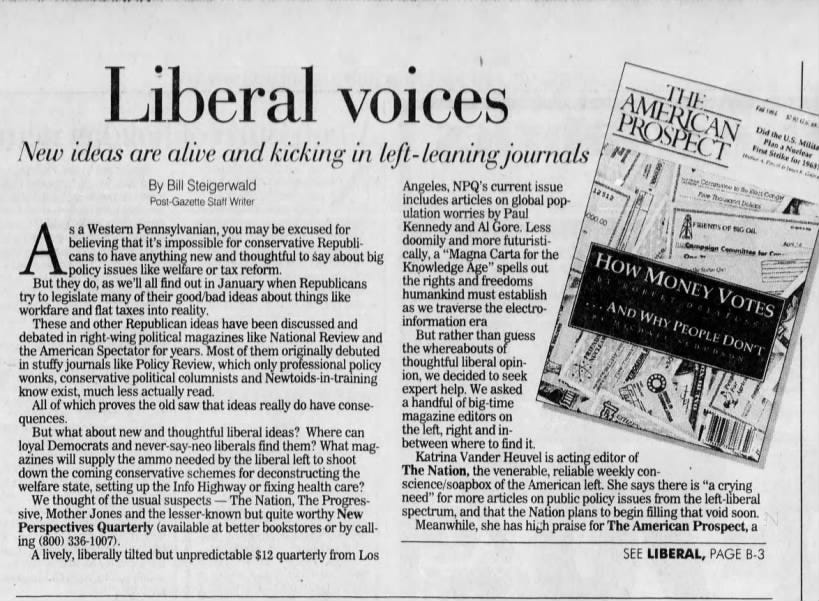 Liberal voices
New ideas are alive and kicking in left-leaning journals
By Bill Steigerwald
Post-Gazette Staff Writer
As a Western Pennsylvanian, you may be excused for
believing that it's impossible for conservative Republi-
cans to have anything new and thoughtful to say about big
policy issues like welfare or tax reform.
But they do, as we'll all find out in January when Republicans
try to legislate many of their good/bad ideas about things like
workfare and flat taxes into reality.
These and other Republican ideas have been discussed and
debated in right-wing political magazines like National Review and
the American Spectator for years. Most of them originally debuted
in stuffy journals like Policy Review, which only professional policy
wonks, conservative political columnists and Newtoids-in-training
know exist, much less actually read.
All of which proves the old saw that ideas really do have conse-
quences.
But what about new and thoughtful liberal ideas? Where can
loyal Democrats and never-say-neo liberals find them? What mag-
azines will supply the ammo needed by the liberal left to shoot
down the coming conservative schemes for deconstructing the
welfare state, setting up the Info Highway or fixing health care?
We thought of the usual suspects — The Nation, The Progres-
sive, Mother Jones and the lesser-known but quite worthy New
Perspectives Quarterly (available at better bookstores or by call-
ing (800) 336-1007).
A lively, liberally tilted but unpredictable $12 quarterly from Los
Angeles, NPQ's current issue
includes articles on global pop-
ulation worries by Paul
Kennedy and Al Gore. Less
doomily and more futuristi-
cally, a "Magna Carta for the
Knowledge Age" spells out
the rights and freedoms
humankind must establish
as we traverse the electro-
information era
But rather than guess
the whereabouts of
thoughtful liberal opin-
ion, we decided to seek
expert help. We asked
a handful of big-time
magazine editors on
the left, right and in-
between where to find it.
Katrina Vander Heuvel is acting editor of
The Nation, the venerable, reliable weekly con-
science/soapbox of the American left. She says there is "a crying
need" for more articles on public policy issues from the left-liberal
spectrum, and that the Nation plans to begin filling that void soon.
Meanwhile, she has high praise for The American Prospect, a
SEE LIBERAL, PAGE B-3
THE
AMERICAN
PROSPECT
Fall 1994
Did the U.S. Milita
Plan a Nuclear
First Strike for 1963?
Five Thousand Dollars
FRIENDS OF BIG OIL
Campaign Committee for
HOW MONEY VOTES
. . . AND WHY PEOPLE DON'T